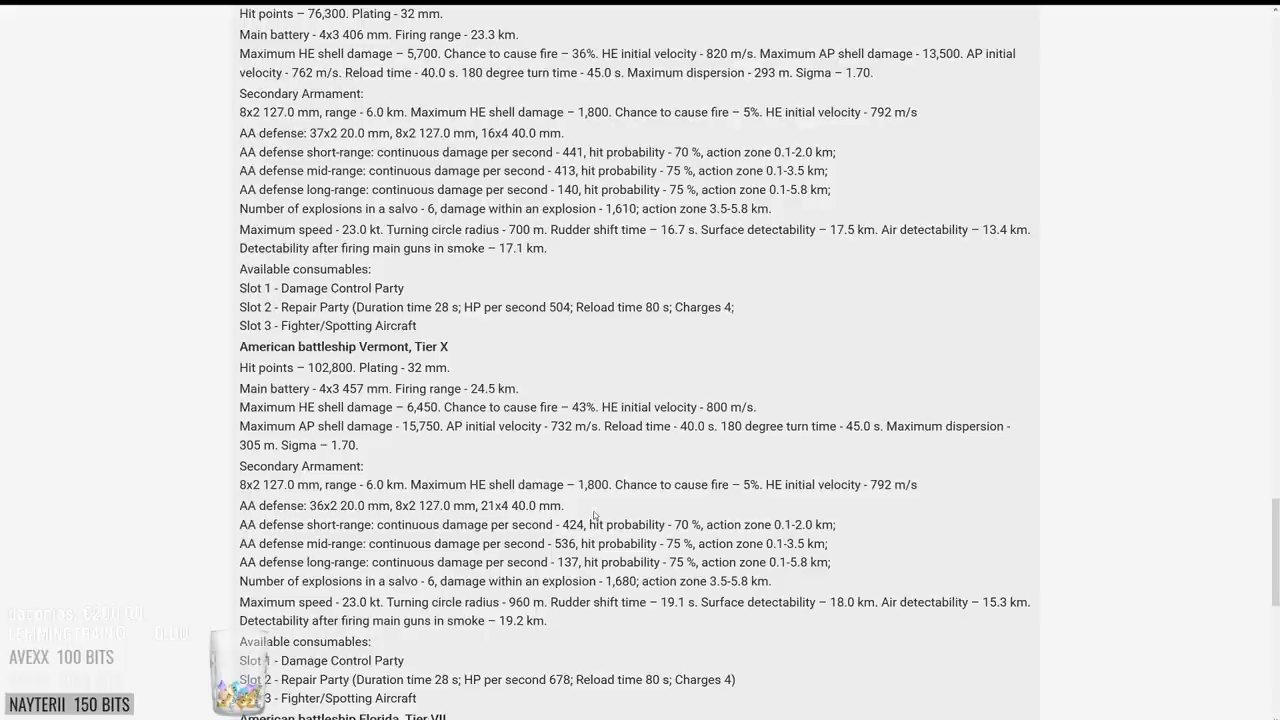 Hit points – 76,300. Plating - 32 mm.
Main battery - 4x3 406 mm. Firing range - 23.3 km.
Maximum HE shell damage – 5,700. Chance to cause fire – 36%. HE initial velocity - 820 m/s. Maximum AP shell damage - 13,500. AP initial
velocity - 762 m/s. Reload time - 40.0 s. 180 degree turn time - 45.0 s. Maximum dispersion - 293 m. Sigma – 1.70.
Secondary Armament:
8x2 127.0 mm, range - 6.0 km. Maximum HE shell damage – 1,800. Chance to cause fire – 5%. HE initial velocity - 792 m/s
AA defense: 37x2 20.0 mm, 8x2 127.0 mm, 16x4 40.0 mm.
AA defense short-range: continuous damage per second - 441, hit probability - 70 %, action zone 0.1-2.0 km;
AA defense mid-range: continuous damage per second - 413, hit probability - 75 %, action zone 0.1-3.5 km;
AA defense long-range: continuous damage per second - 140, hit probability - 75 %, action zone 0.1-5.8 km;
Number of explosions in a salvo - 6, damage within an explosion - 1,610; action zone 3.5-5.8 km.
Maximum speed - 23.0 kt. Turning circle radius - 700 m. Rudder shift time – 16.7 s. Surface detectability – 17.5 km. Air detectability – 13.4 km.
Detectability after firing main guns in smoke – 17.1 km.
Available consumables:
Slot 1 - Damage Control Party
Slot 2 - Repair Party (Duration time 28 s; HP per second 504; Reload time 80 s; Charges 4;
Slot 3 - Fighter/Spotting Aircraft
American battleship Vermont, Tier X
Hit points – 102,800. Plating - 32 mm.
Main battery - 4x3 457 mm. Firing range - 24.5 km.
Maximum HE shell damage – 6,450. Chance to cause fire – 43%. HE initial velocity - 800 m/s.
Maximum AP shell damage - 15,750. AP initial velocity - 732 m/s. Reload time - 40.0 s. 180 degree turn time - 45.0 s. Maximum dispersion -
305 m. Sigma – 1.70.
Secondary Armament:
8x2 127.0 mm, range - 6.0 km. Maximum HE shell damage – 1,800. Chance to cause fire – 5%. HE initial velocity - 792 m/s
AA defense: 36x2 20.0 mm, 8x2 127.0 mm, 21x4 40.0 mm.
AA defense short-range: continuous damage per second - 424, hit probability - 70 %, action zone 0.1-2.0 km;
AA defense mid-range: continuous damage per second - 536, hit probability - 75 %, action zone 0.1-3.5 km;
AA defense long-range: continuous damage per second - 137, hit probability - 75 %, action zone 0.1-5.8 km;
Number of explosions in a salvo - 6, damage within an explosion - 1,680; action zone 3.5-5.8 km.
Maximum speed - 23.0 kt. Turning circle radius - 960 m. Rudder shift time – 19.1 s. Surface detectability – 18.0 km. Air detectability – 15.3 km.
Detectability after firing main guns in smoke – 19.2 km.
Available consumables:
Slot 1 - Damage Control Party
Slot 2 - Repair Party (Duration time 28 s; HP per second 678; Reload time 80 s; Charges 4)
3 - Fighter/Spotting Aircraft
American battleship Florida, Tier VII
AVEXX 100 BITS
NAYTERII 150 BITS